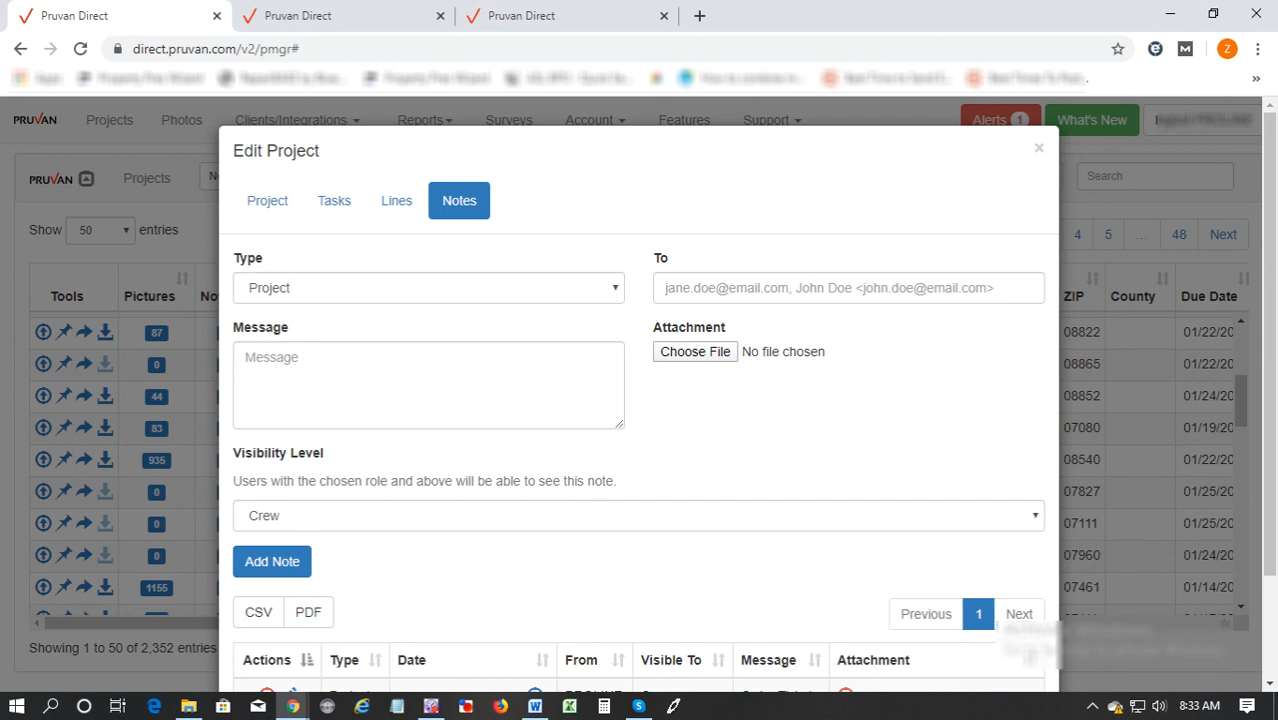 Pruvan Direct Pruvan Direct Pruvan Direct
direct.pruvan.com/v2/pmgr# Z
PRUVAN Projects Photos Clients/Integrations Reports Surveys Account Features Support Alerts 1 What's New
PRUVAN Projects Search
Show 50 entries 4 5 ... 48 Next
Tools Pictures No ZIP County Due Date
87 08822 01/22/20
0 08865 01/22/20
44 08852 01/24/20
83 07080 01/19/20
935 08540 01/22/20
0 07827 01/25/20
0 07111 01/25/20
0 07960 01/24/20
1155 07461 01/14/20
Showing 1 to 50 of 2,352 entries
Edit Project ×
Project Tasks Lines Notes
Type To
Project jane.doe@email.com, John Doe <john.doe@email.com>
Message Attachment
Message Choose File No file chosen
Visibility Level
Users with the chosen role and above will be able to see this note.
Crew
Add Note
CSV PDF Previous 1 Next
Actions Type Date From Visible To Message Attachment
8:33 AM